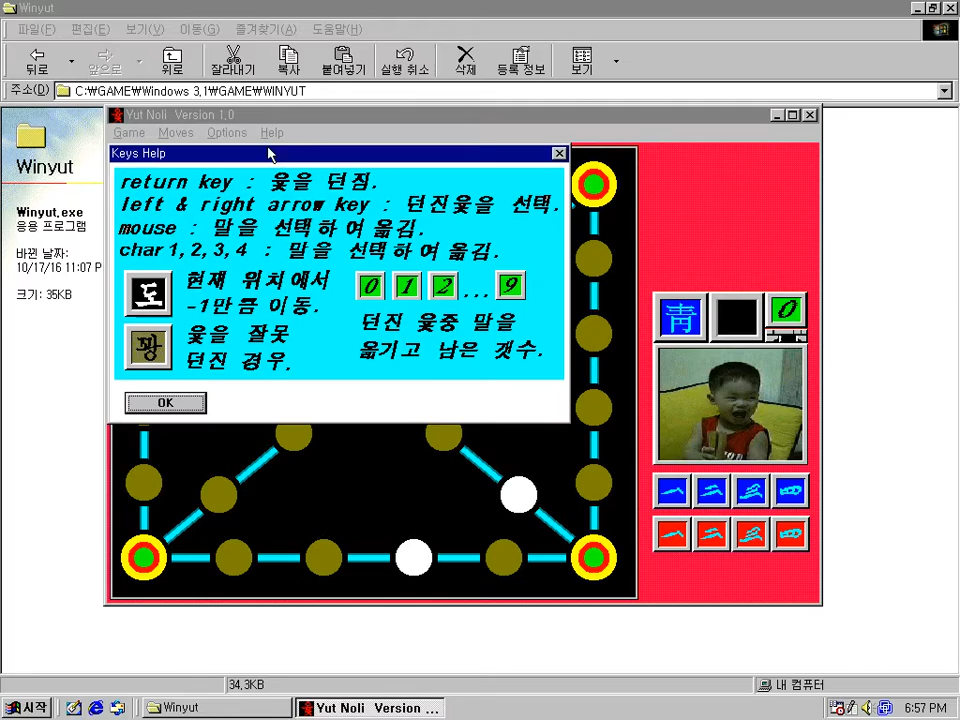 Winyut
파일(F) 편집(E) 보기(V) 이동(G) 즐겨찾기(A) 도움말(H)
뒤로 앞으로 위로 잘라내기 복사 붙여넣기 실행 취소 삭제 등록 정보 보기
주소(D) C:₩GAME₩Windows 3,1₩GAME₩WINYUT
Winyut
Winyut.exe
응용 프로그램
바뀐 날짜:
10/17/16 11:07 P
크기: 35KB
Yut Noli Version 1.0
Game Moves Options Help
Keys Help
return key : 윷을 던짐.
left & right arrow key : 던진윷을 선택.
mouse : 말을 선택하여 옮김.
char 1,2,3,4 : 말을 선택하여 옮김.
도 현재 위치에서
-1만큼 이동.
꽝 윷을 잘못
던진 경우.
0 1 2 ... 9
던진 윷중 말을
옮기고 남은 갯수.
OK
靑 0
一 二 三 四
一 二 三 四
34,3KB 내 컴퓨터
시작 Winyut Yut Noli Version ... 6:57 PM